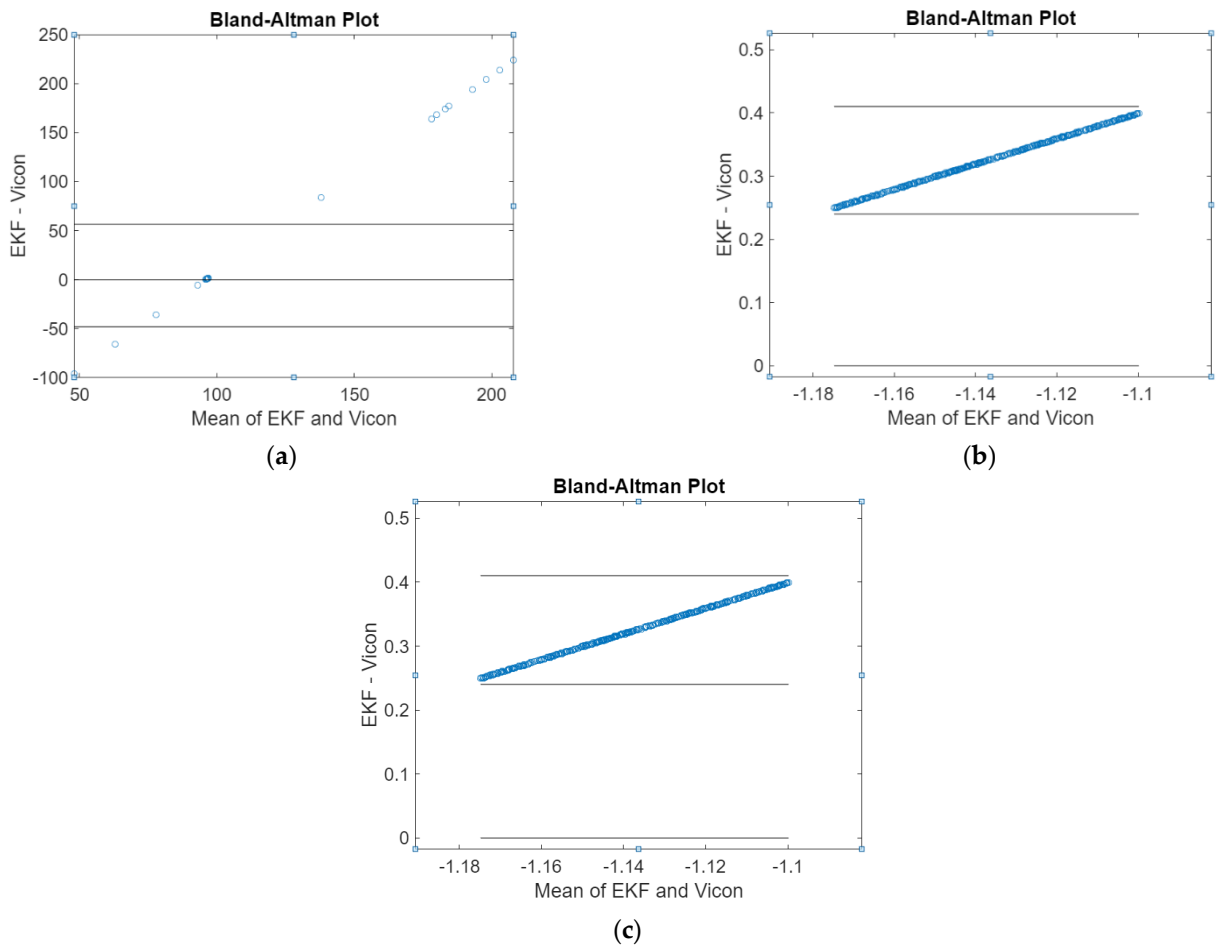 Bland-Altman Plot
250
200
150
100
50
0
-50
-100
EKF - Vicon
50 100 150 200
Mean of EKF and Vicon
(a)
Bland-Altman Plot
0.5
0.4
0.3
0.2
0.1
0
EKF - Vicon
-1.18 -1.16 -1.14 -1.12 -1.1
Mean of EKF and Vicon
(b)
Bland-Altman Plot
0.5
0.4
0.3
0.2
0.1
0
EKF - Vicon
-1.18 -1.16 -1.14 -1.12 -1.1
Mean of EKF and Vicon
(c)